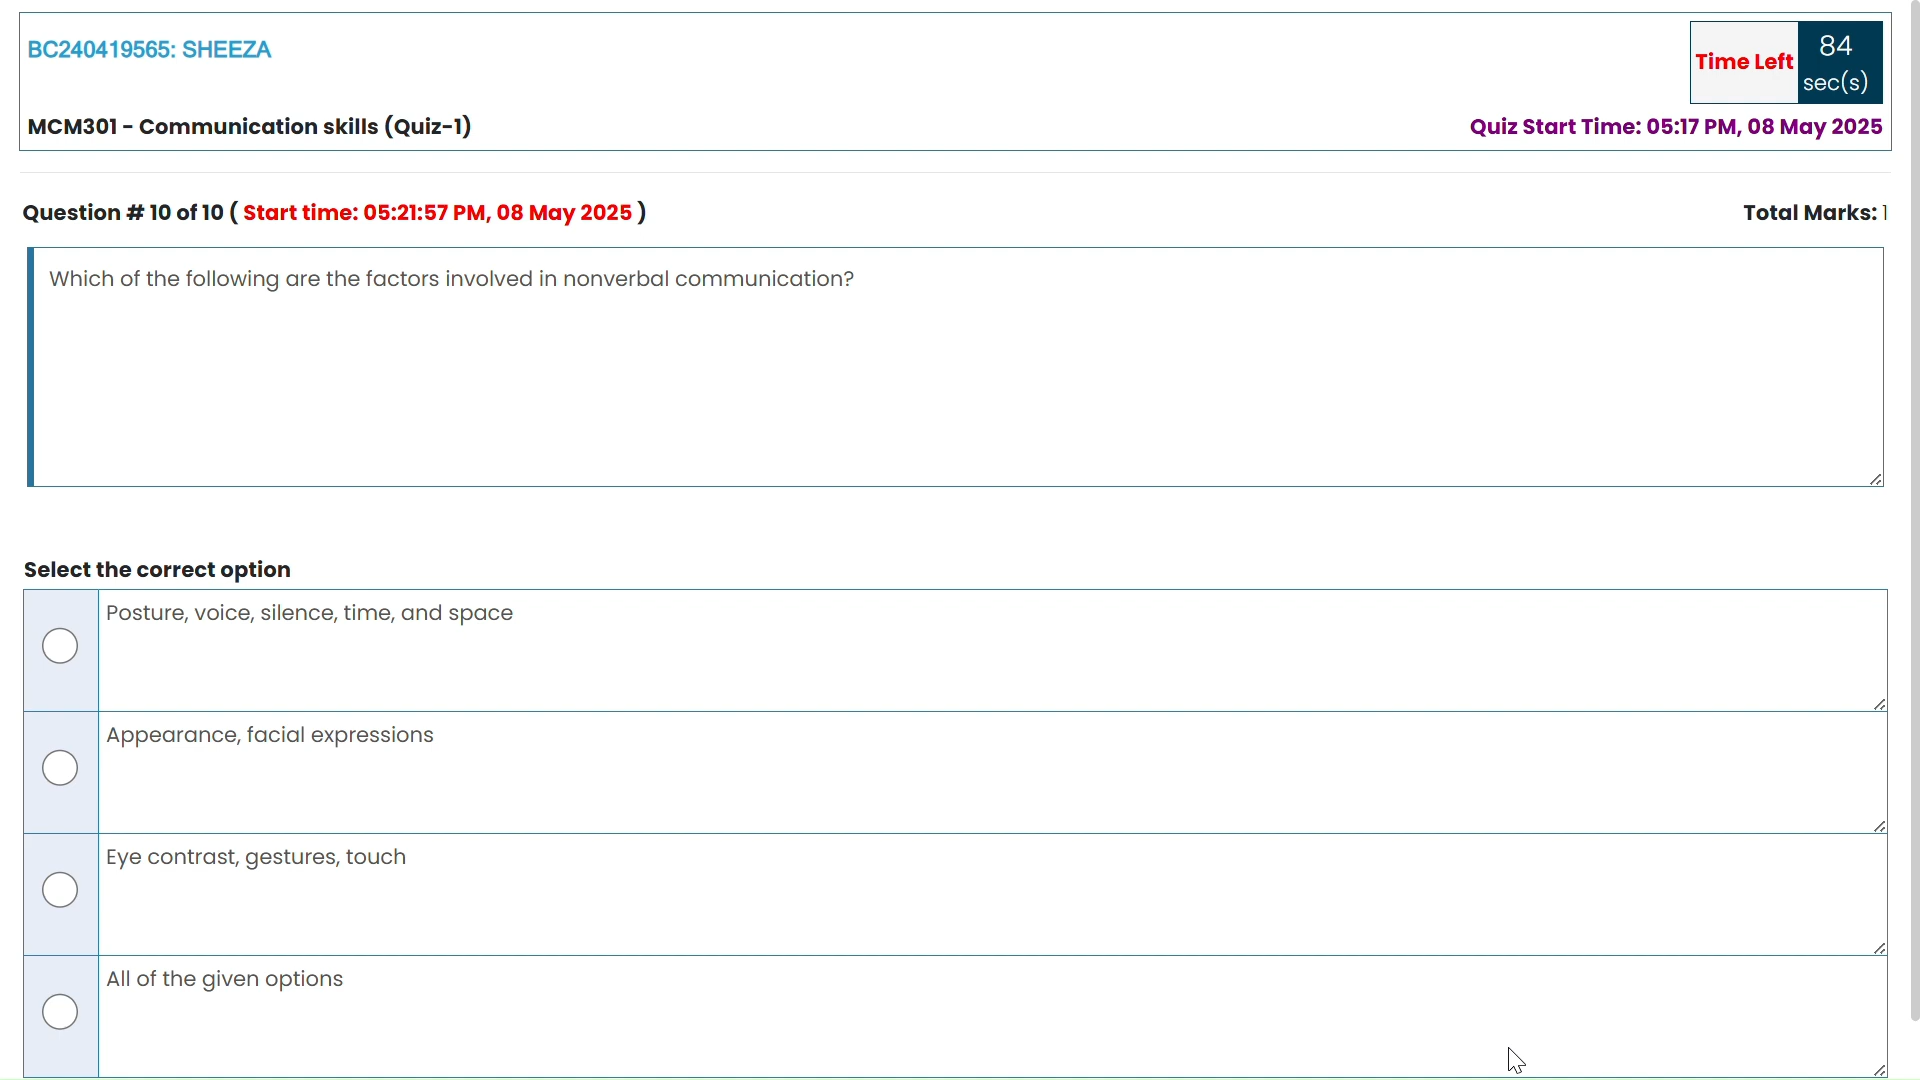 BC240419565: SHEEZA
Time Left
84
sec(s)
MCM301 - Communication skills (Quiz-1)
Quiz Start Time: 05:17 PM, 08 May 2025
Question # 10 of 10 ( Start time: 05:21:57 PM, 08 May 2025 )
Total Marks: 1
Which of the following are the factors involved in nonverbal communication?
Select the correct option
Posture, voice, silence, time, and space
Appearance, facial expressions
Eye contrast, gestures, touch
All of the given options